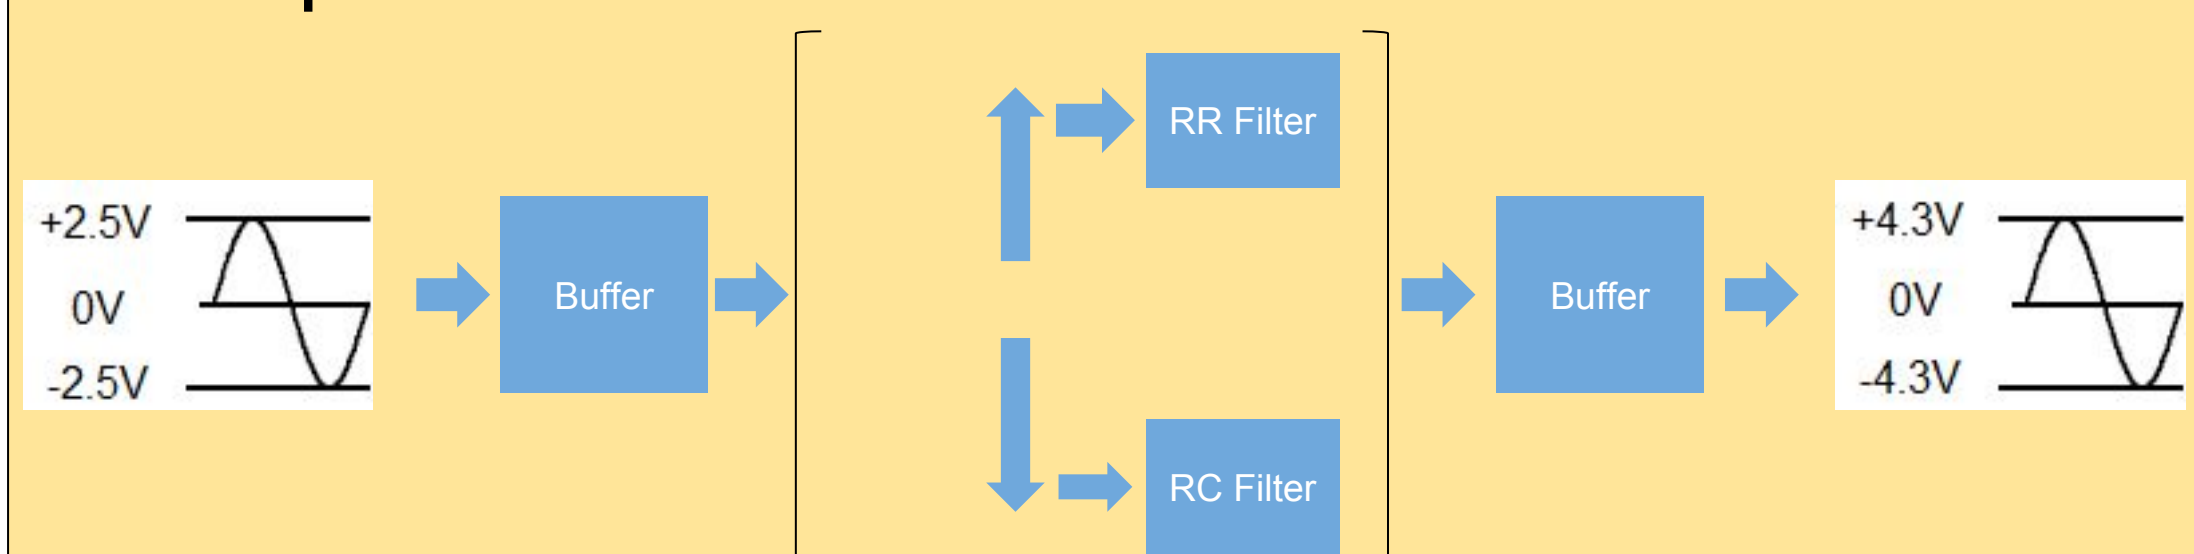 RR Filter
+2.5V
0V
-2.5V
Buffer
Buffer
+4.3V
0V
-4.3V
RC Filter